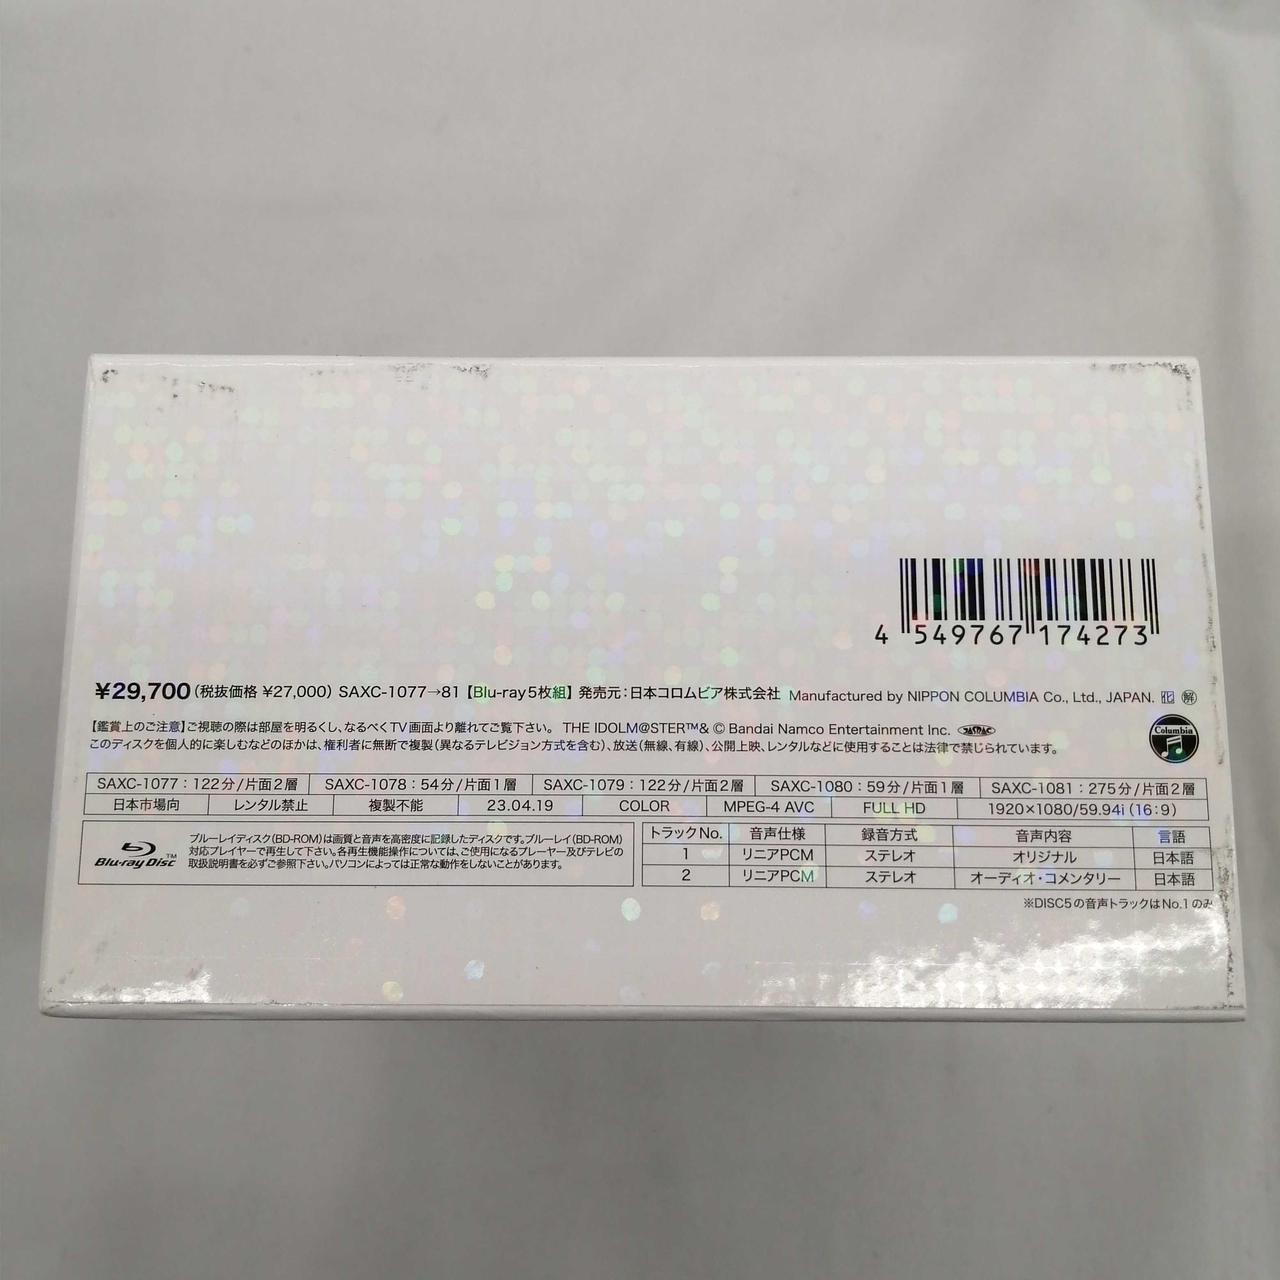 4 549767 174273
¥29,700(税抜価格 ¥27,000) SAXC-1077→81【Blu-ray5枚組】発売元:日本コロムビア株式会社 Manufactured by NIPPON COLUMBIA Co., Ltd., JAPAN. 解
【鑑賞上のご注意】ご視聴の際は部屋を明るくし、なるべくTV画面より離れてご覧下さい。 THE IDOLM@STER™& © Bandai Namco Entertainment Inc. JASRAC
このディスクを個人的に楽しむなどのほかは、権利者に無断で複製(異なるテレビジョン方式を含む)、放送(無線、有線)、公開上映、レンタルなどに使用することは法律で禁じられています。
Columbia
SAXC-1077:122分/片面2層 SAXC-1078:54分/片面1層 SAXC-1079:122分/片面2層 SAXC-1080:59分/片面1層 SAXC-1081:275分/片面2層
日本市場向 レンタル禁止 複製不能 23.04.19 COLOR MPEG-4 AVC FULL HD 1920×1080/59.94i(16:9)
Blu-ray Disc™
ブルーレイディスク(BD-ROM)は画質と音声を高密度に記録したディスクです。ブルーレイ(BD-ROM)
対応プレイヤーで再生して下さい。各再生機能操作については、ご使用になるプレーヤー及びテレビの
取扱説明書を必ずご参照下さい。パソコンによっては正常な動作をしないことがあります。
トラックNo. 音声仕様 録音方式 音声内容 言語
1 リニアPCM ステレオ オリジナル 日本語
2 リニアPCM ステレオ オーディオ・コメンタリー 日本語
※DISC5の音声トラックはNo.1のみ